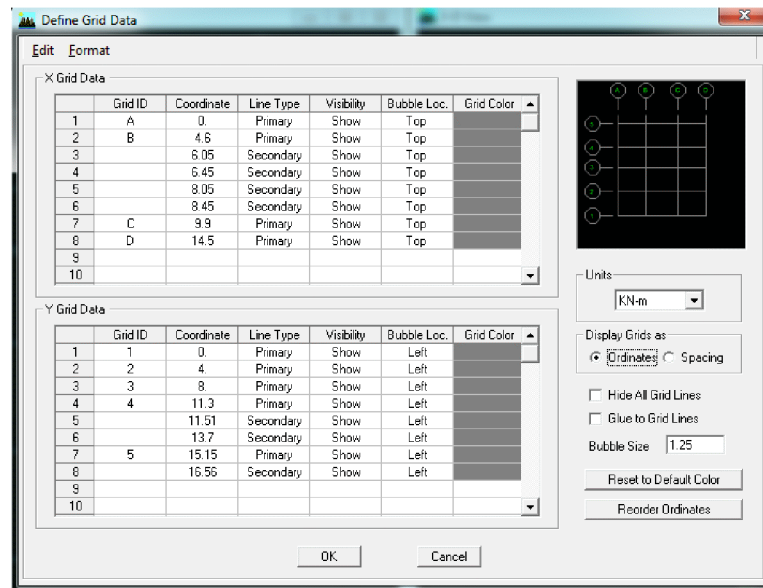 Define Grid Data
Edit Format
X Grid Data
Grid ID Coordinate Line Type Visibility Bubble Loc. Grid Color
1 A 0. Primary Show Top
2 B 4.6 Primary Show Top
3 6.05 Secondary Show Top
4 6.45 Secondary Show Top
5 8.05 Secondary Show Top
6 8.45 Secondary Show Top
7 C 9.9 Primary Show Top
8 D 14.5 Primary Show Top
9
10
Y Grid Data
Grid ID Coordinate Line Type Visibility Bubble Loc. Grid Color
1 1 0. Primary Show Left
2 2 4. Primary Show Left
3 3 8. Primary Show Left
4 4 11.3 Primary Show Left
5 11.51 Secondary Show Left
6 13.7 Secondary Show Left
7 5 15.15 Primary Show Left
8 16.56 Secondary Show Left
9
10
A B C D
5
4
3
2
1
Units
KN-m
Display Grids as
Ordinates Spacing
Hide All Grid Lines
Glue to Grid Lines
Bubble Size 1.25
Reset to Default Color
Reorder Ordinates
OK Cancel